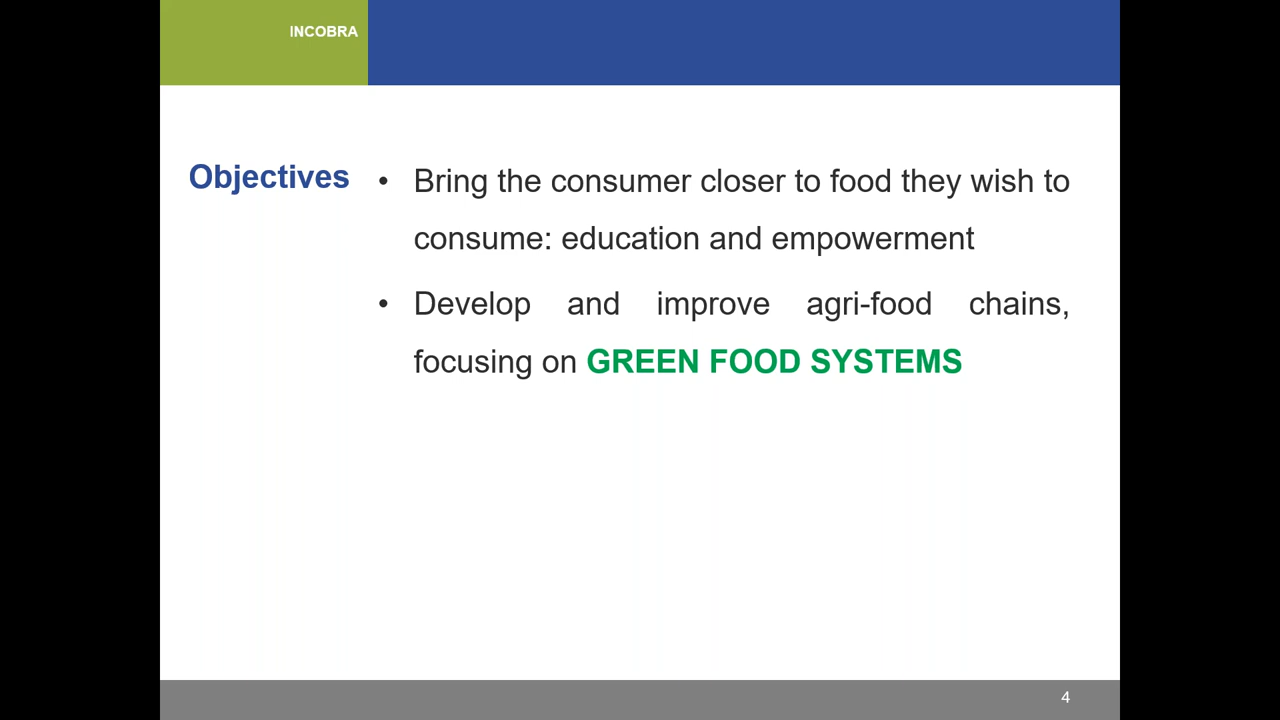 INCOBRA
Objectives
• Bring the consumer closer to food they wish to
consume: education and empowerment
• Develop and improve agri-food chains,
focusing on GREEN FOOD SYSTEMS
4